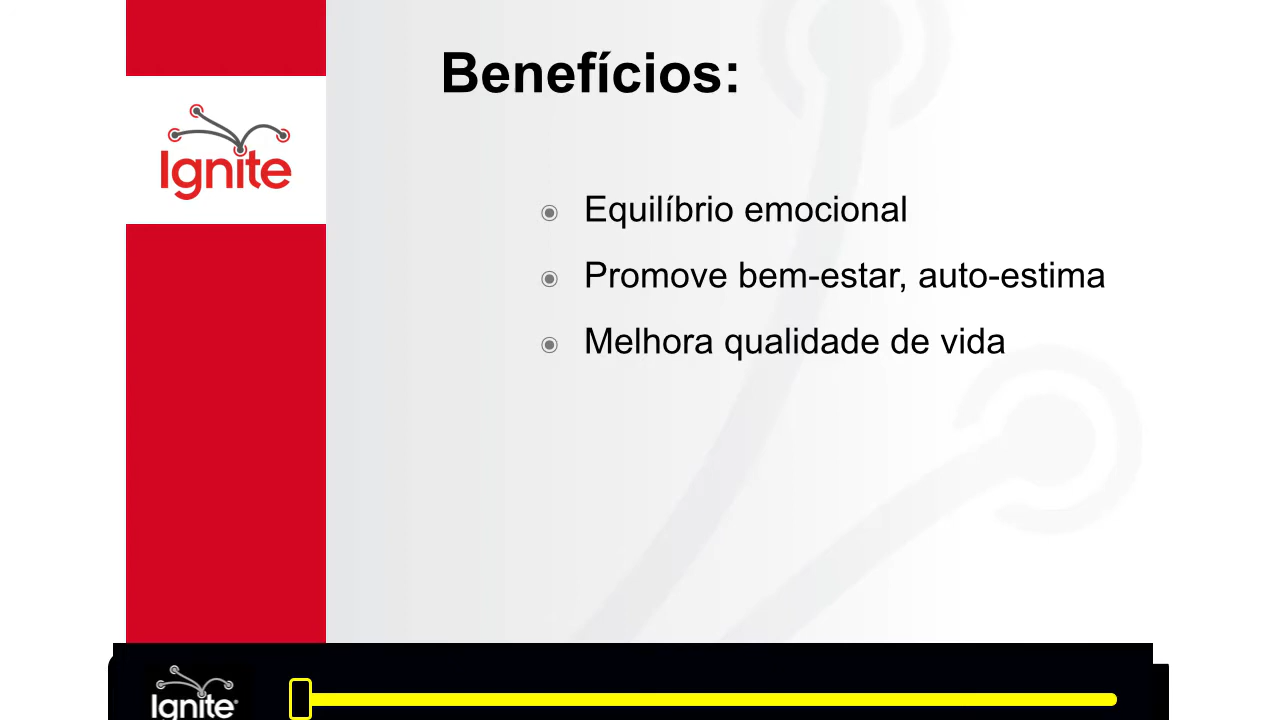 Benefícios:
Ignite
Equilíbrio emocional
Promove bem-estar, auto-estima
Melhora qualidade de vida
Ignite